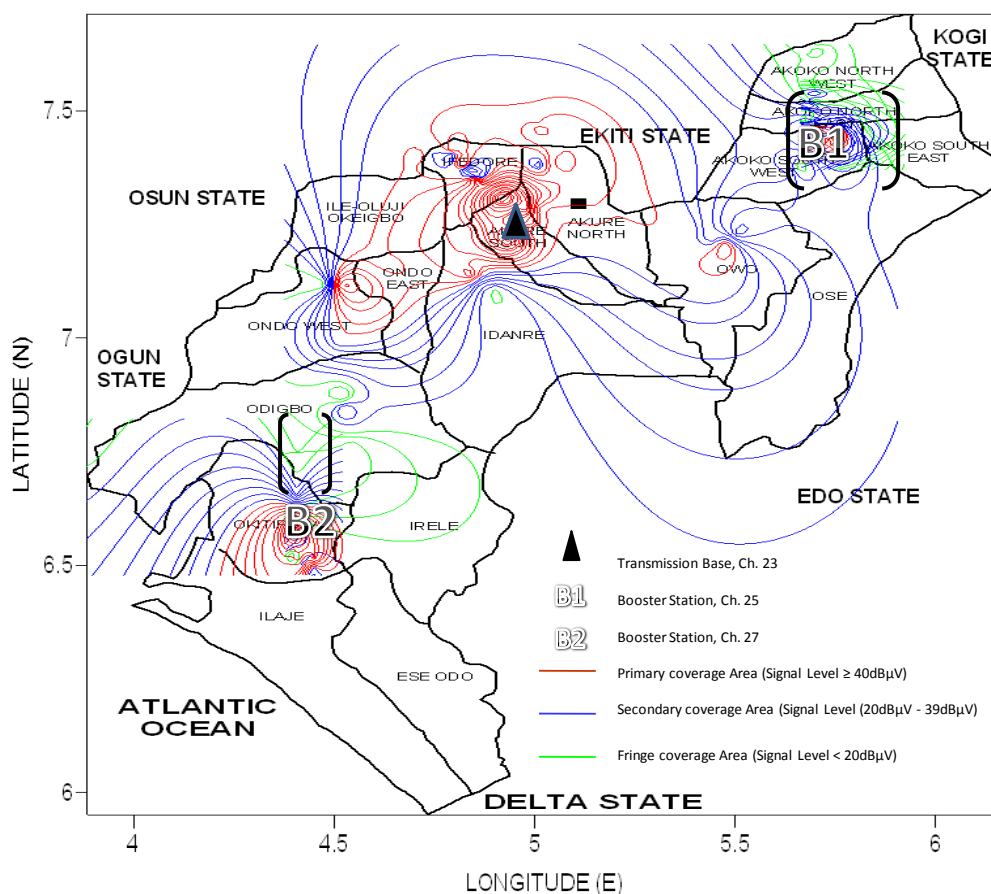 KOGI
STATE
AKOKO NORTH
WEST
7.5
AKOKO NORTH
B1
EKITI STATE
IFEDORE
AKOKO SOUTH
WEST
AKOKO SOUTH
EAST
OSUN STATE
ILE-OLUJI
OKEIGBO
AKURE
SOUTH
AKURE
NORTH
OWO
ONDO
EAST
OSE
ONDO WEST
IDANRE
7
OGUN
STATE
ODIGBO
LATITUDE (N)
EDO STATE
B2
IRELE
6.5
Transmission Base, Ch. 23
B1
Booster Station, Ch. 25
ILAJE
B2
Booster Station, Ch. 27
ESE ODO
Primary coverage Area (Signal Level ≥ 40dBµV)
ATLANTIC
OCEAN
Secondary coverage Area (Signal Level (20dBµV - 39dBµV)
Fringe coverage Area (Signal Level < 20dBµV)
6
DELTA STATE
4
4.5
5
5.5
6
LONGITUDE (E)